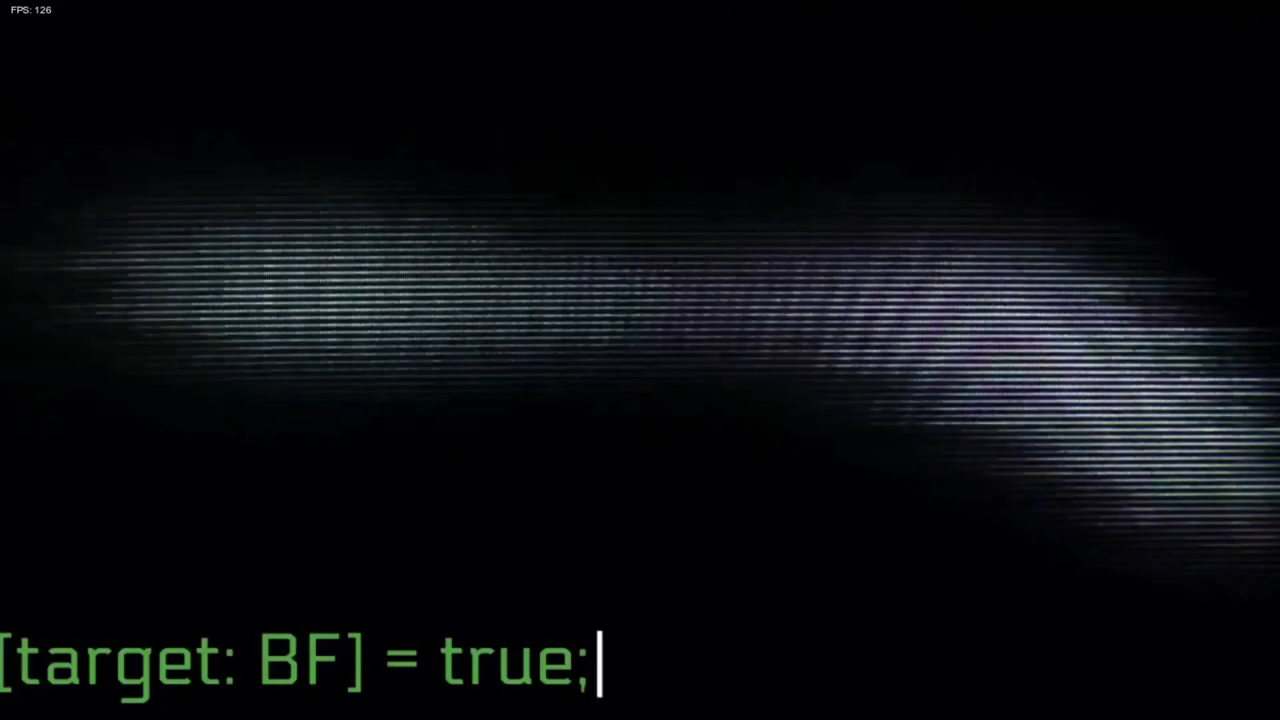 FPS: 126
[target: BF] = true;